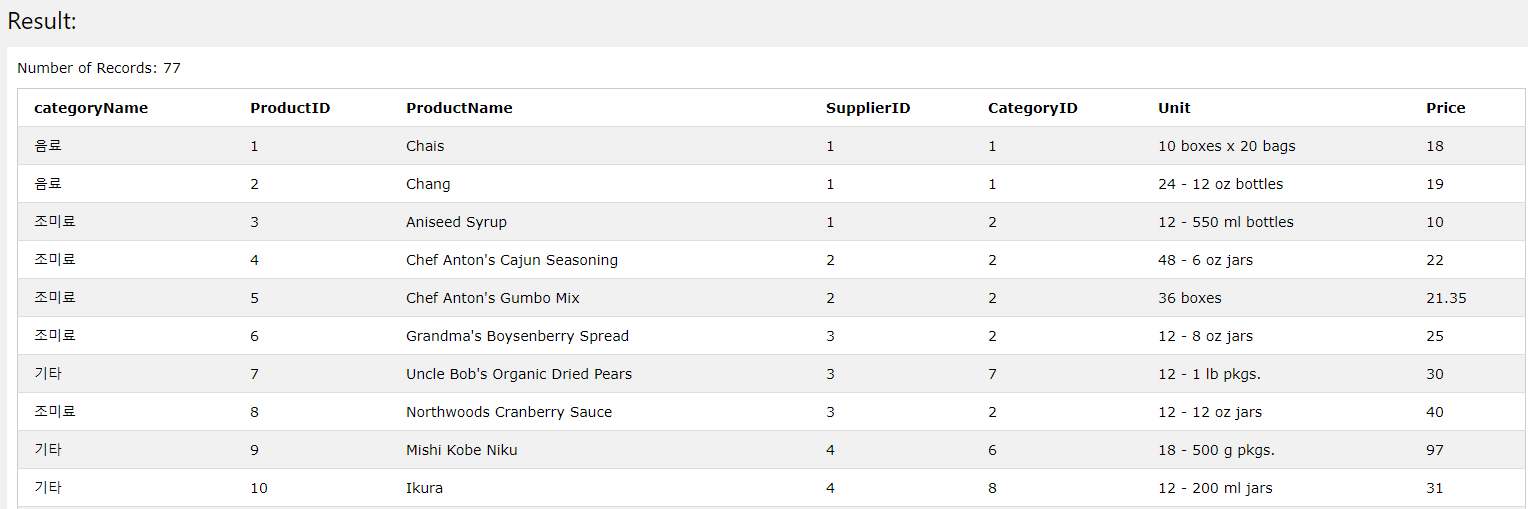 Result:
Number of Records: 77
categoryName ProductID ProductName SupplierID CategoryID Unit Price
음료 1 Chais 1 1 10 boxes x 20 bags 18
음료 2 Chang 1 1 24 - 12 oz bottles 19
조미료 3 Aniseed Syrup 1 2 12 - 550 ml bottles 10
조미료 4 Chef Anton's Cajun Seasoning 2 2 48 - 6 oz jars 22
조미료 5 Chef Anton's Gumbo Mix 2 2 36 boxes 21.35
조미료 6 Grandma's Boysenberry Spread 3 2 12 - 8 oz jars 25
기타 7 Uncle Bob's Organic Dried Pears 3 7 12 - 1 lb pkgs. 30
조미료 8 Northwoods Cranberry Sauce 3 2 12 - 12 oz jars 40
기타 9 Mishi Kobe Niku 4 6 18 - 500 g pkgs. 97
기타 10 Ikura 4 8 12 - 200 ml jars 31